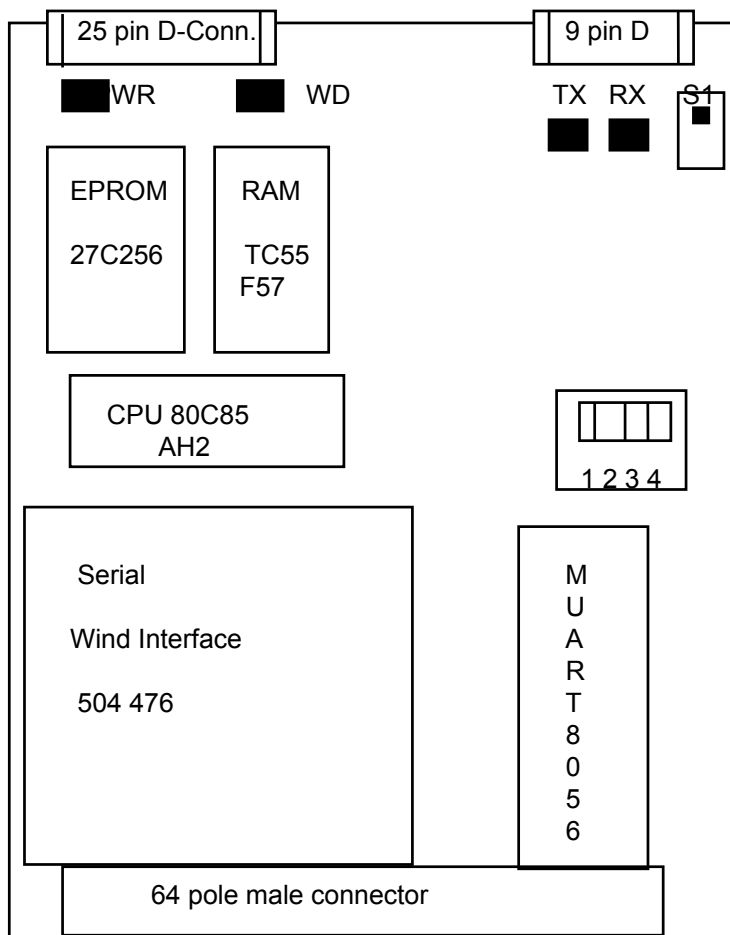 25 pin D-Conn. 9 pin D
WR WD TX RX S1
EPROM RAM
27C256 TC55
F57
CPU 80C85
AH2
1 2 3 4
Serial
Wind Interface
504 476
M
U
A
R
T
8
0
5
6
64 pole male connector